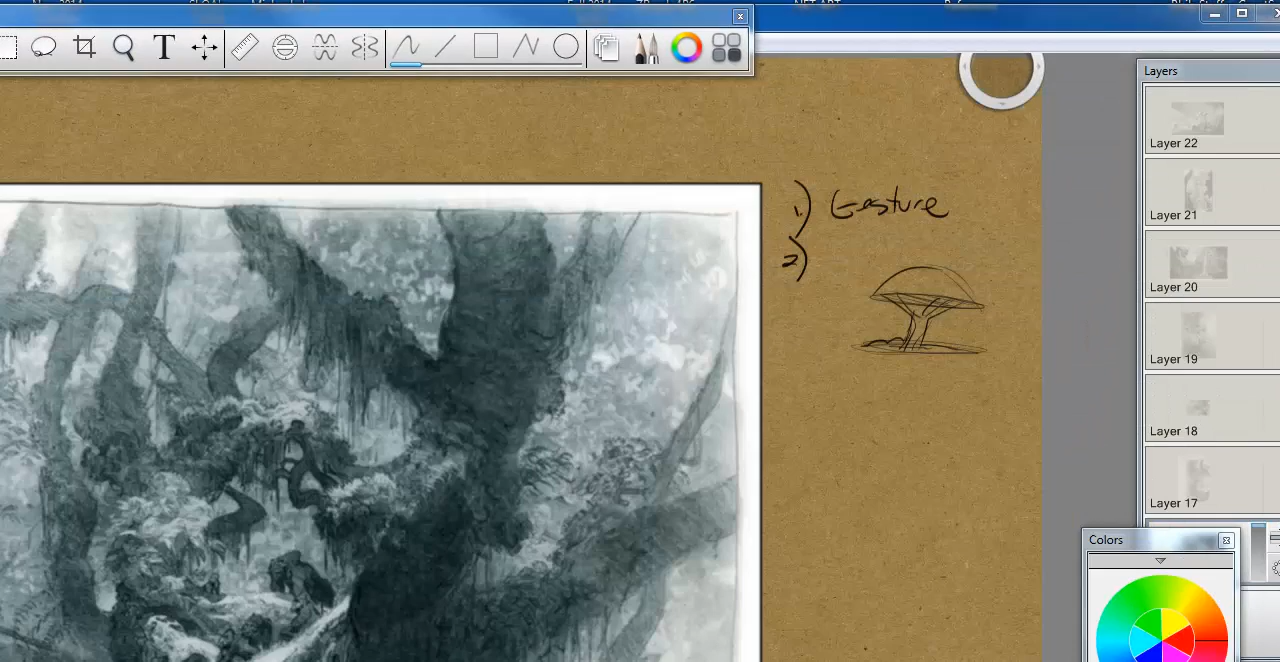 T
Layers
Layer 22
1.) Gesture
Layer 21
2)
Layer 20
Layer 19
Layer 18
Layer 17
Colors